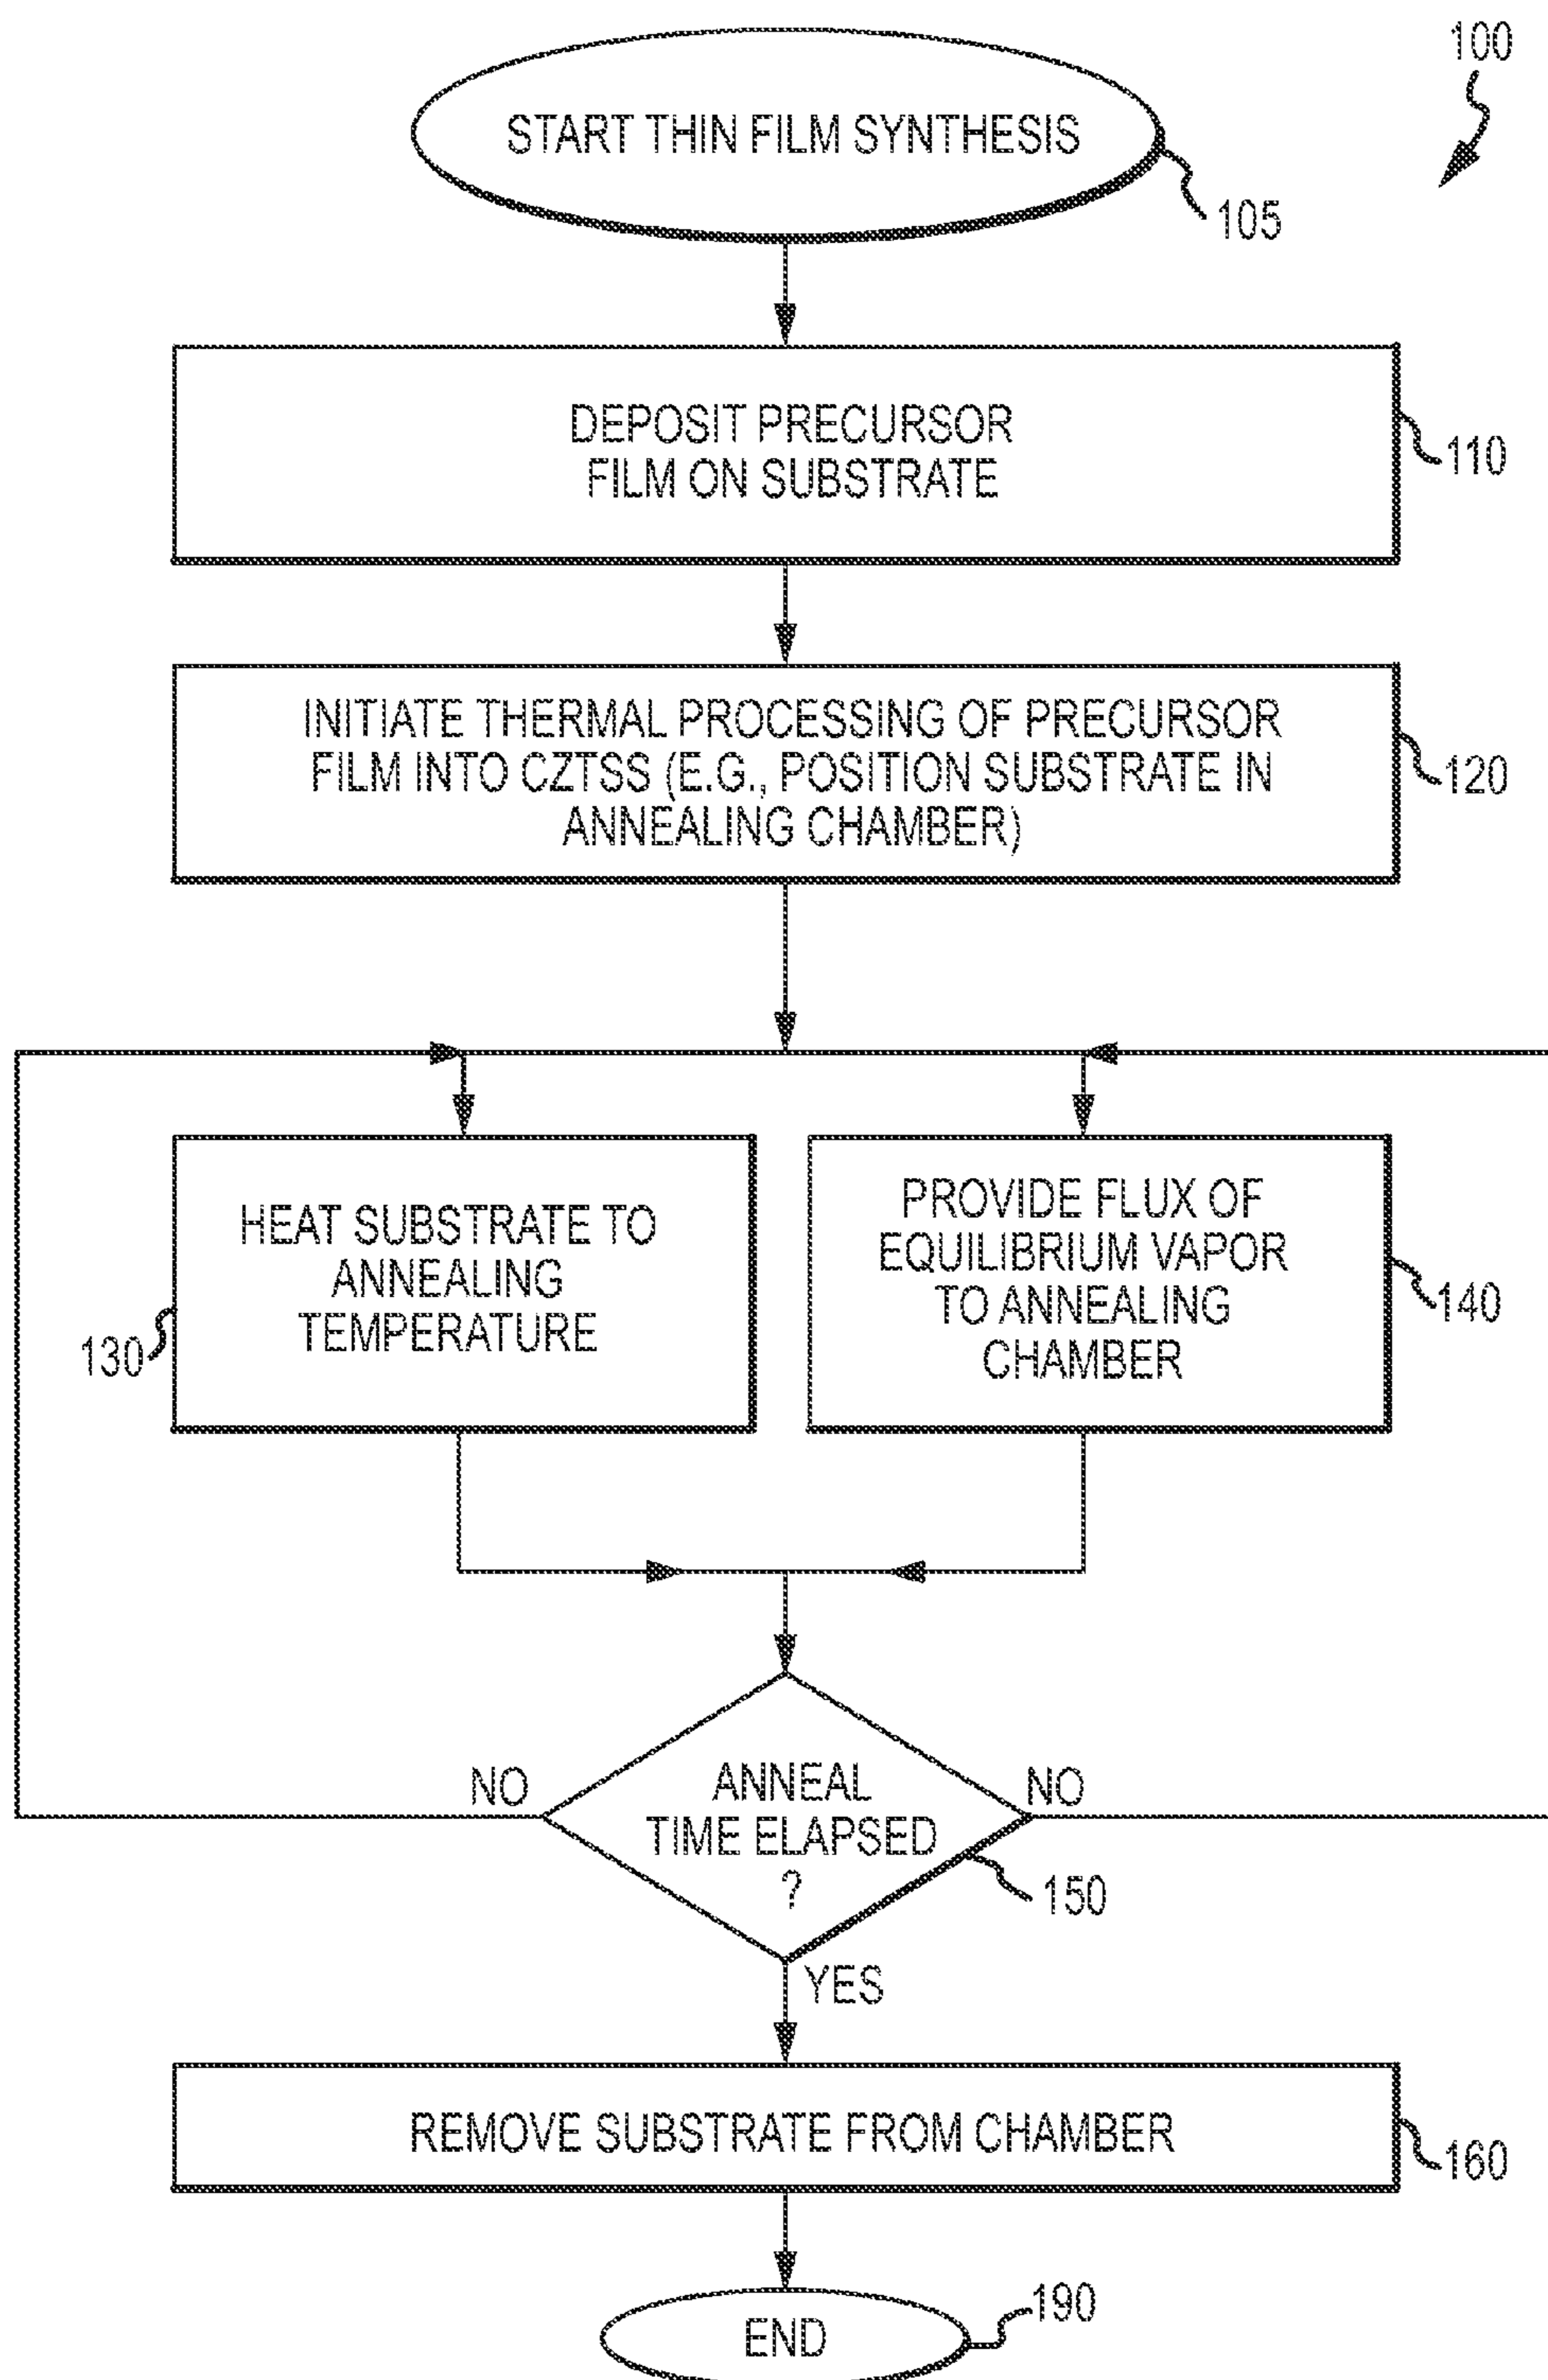 100
START THIN FILM SYNTHESIS
105
DEPOSIT PRECURSOR
FILM ON SUBSTRATE
110
INITIATE THERMAL PROCESSING OF PRECURSOR
FILM INTO CZTSS (E.G., POSITION SUBSTRATE IN
ANNEALING CHAMBER)
120
HEAT SUBSTRATE TO
ANNEALING
TEMPERATURE
130
PROVIDE FLUX OF
EQUILIBRIUM VAPOR
TO ANNEALING
CHAMBER
140
NO
ANNEAL
TIME ELAPSED
?
NO
150
YES
REMOVE SUBSTRATE FROM CHAMBER
160
END
190